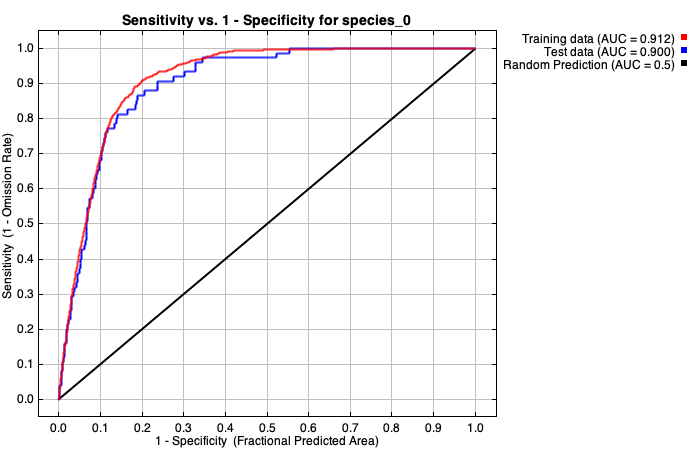 Sensitivity vs. 1 - Specificity for species_0
Training data (AUC = 0.912)
Test data (AUC = 0.900)
Random Prediction (AUC = 0.5)
Sensitivity (1 - Omission Rate)
1.0
0.9
0.8
0.7
0.6
0.5
0.4
0.3
0.2
0.1
0.0
0.0 0.1 0.2 0.3 0.4 0.5 0.6 0.7 0.8 0.9 1.0
1 - Specificity (Fractional Predicted Area)